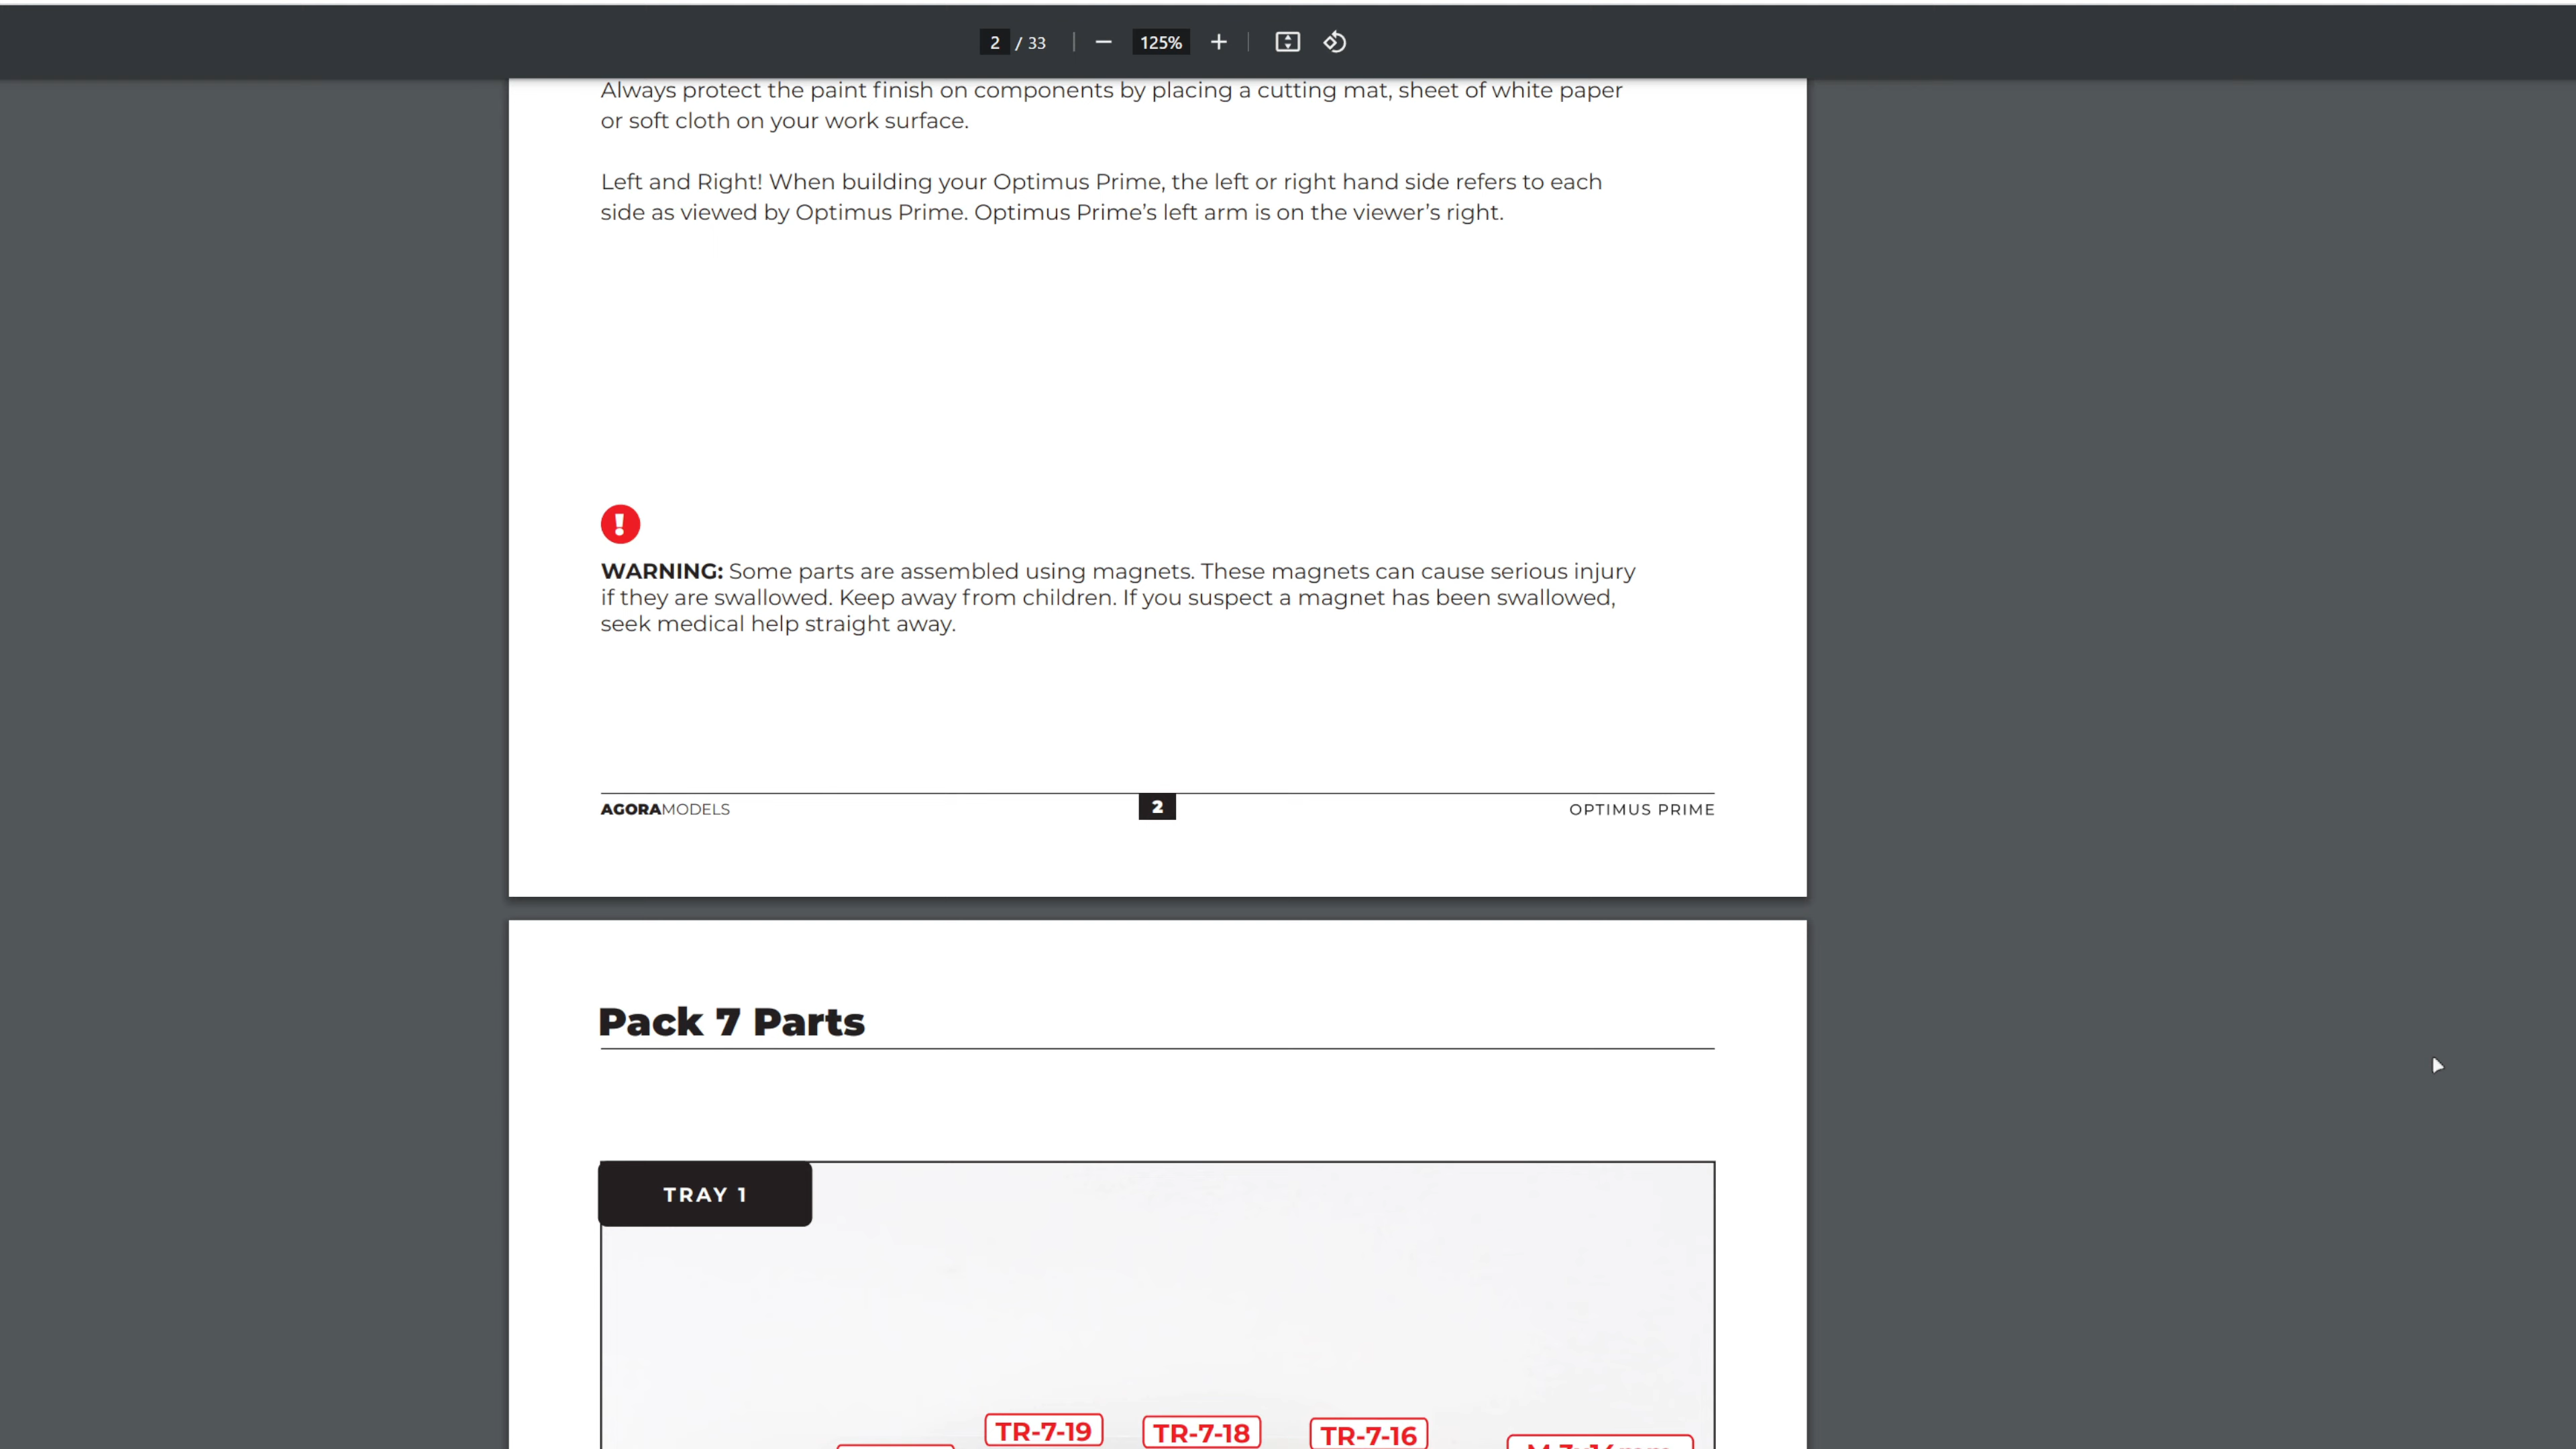 2 / 33 125%
Always protect the paint finish on components by placing a cutting mat, sheet of white paper
or soft cloth on your work surface.
Left and Right! When building your Optimus Prime, the left or right hand side refers to each
side as viewed by Optimus Prime. Optimus Prime’s left arm is on the viewer’s right.
WARNING: Some parts are assembled using magnets. These magnets can cause serious injury
if they are swallowed. Keep away from children. If you suspect a magnet has been swallowed,
seek medical help straight away.
AGORAMODELS 2 OPTIMUS PRIME
Pack 7 Parts
TRAY 1
TR-7-19 TR-7-18 TR-7-16